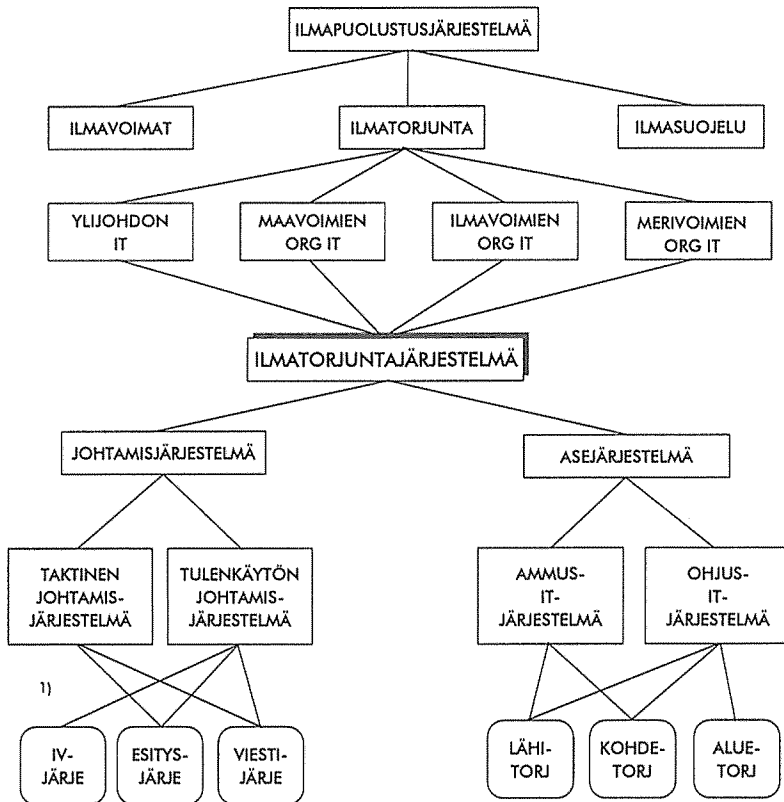 ILMAPUOLUSTUSJÄRJESTELMÄ
ILMAVOIMAT
ILMATORJUNTA
ILMASUOJELU
YLIJOHDON
IT
MAAVOIMIEN
ORG IT
ILMAVOIMIEN
ORG IT
MERIVOIMIEN
ORG IT
ILMATORJUNTAJÄRJESTELMÄ
JOHTAMISJÄRJESTELMÄ
ASEJÄRJESTELMÄ
TAKTINEN
JOHTAMIS-
JÄRJESTELMÄ
TULENKÄYTÖN
JOHTAMIS-
JÄRJESTELMÄ
AMMUS-
IT-
JÄRJESTELMÄ
OHJUS-
IT-
JÄRJESTELMÄ
1)
IV-
JÄRJE
ESITYS-
JÄRJE
VIESTI-
JÄRJE
LÄHI-
TORJ
KOHDE-
TORJ
ALUE-
TORJ